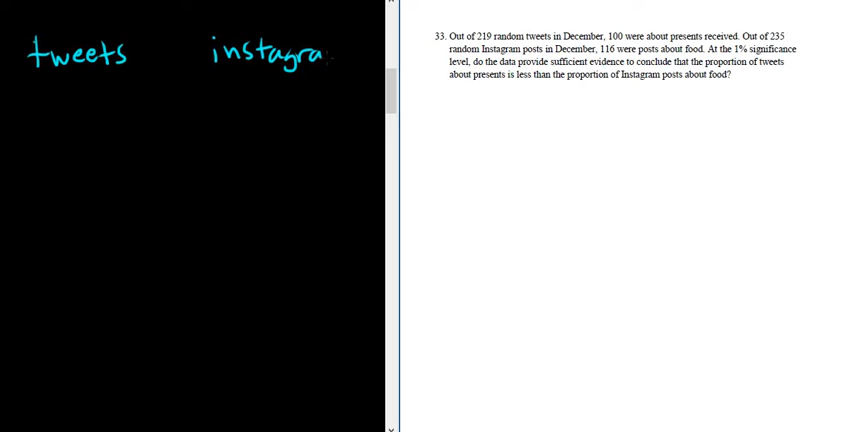 tweets instagra
33. Out of 219 random tweets in December, 100 were about presents received. Out of 235
random Instagram posts in December, 116 were posts about food. At the 1% significance
level, do the data provide sufficient evidence to conclude that the proportion of tweets
about presents is less than the proportion of Instagram posts about food?